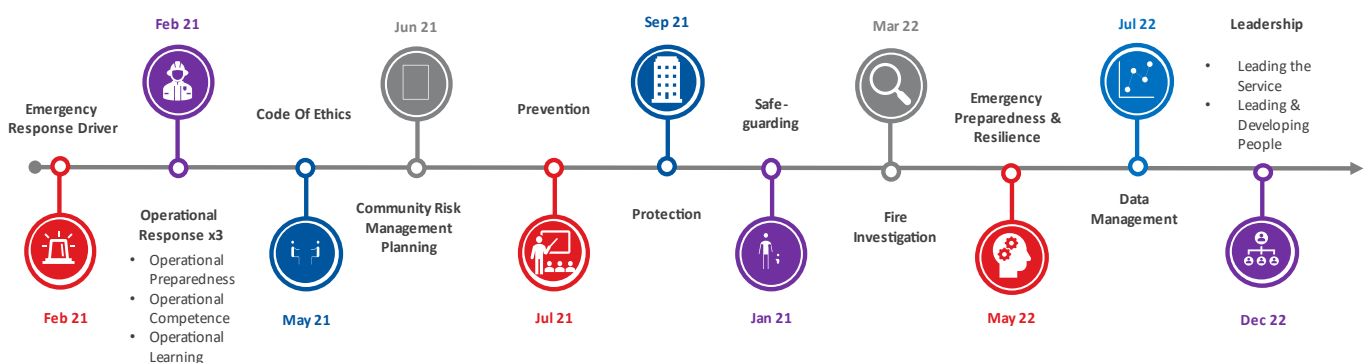 Feb 21
Emergency
Response Driver
Feb 21
Operational
Response x3
• Operational
Preparedness
• Operational
Competence
• Operational
Learning
Code Of Ethics
May 21
Jun 21
Community Risk
Management
Planning
Prevention
Jul 21
Sep 21
Protection
Safe-
guarding
Jan 21
Mar 22
Fire
Investigation
Emergency
Preparedness &
Resilience
May 22
Jul 22
Data
Management
Leadership
• Leading the
Service
• Leading &
Developing
People
Dec 22